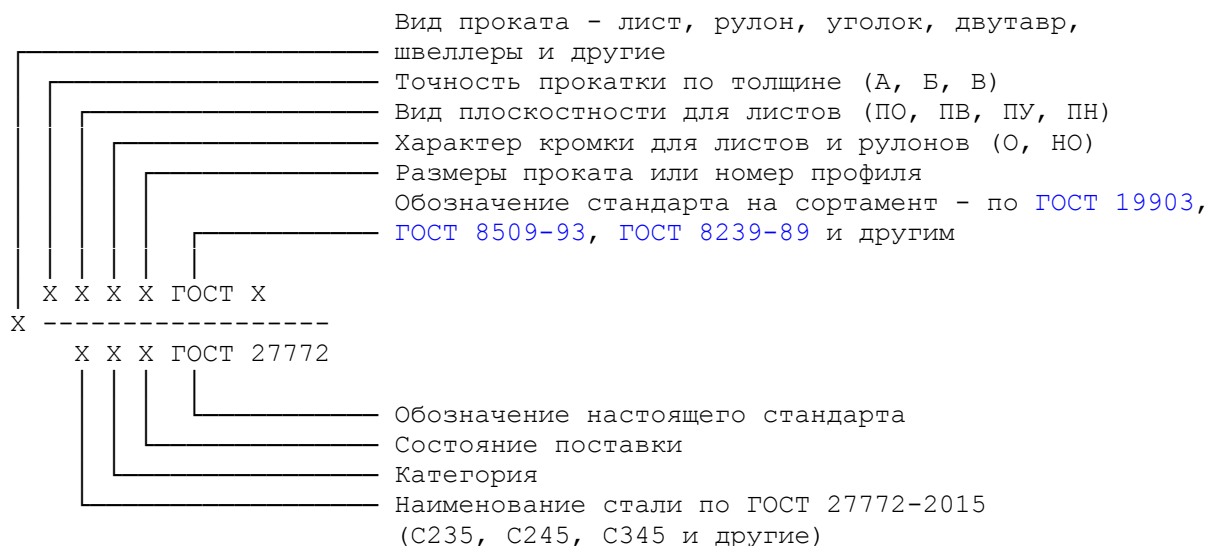 Вид проката - лист, рулон, уголок, двутавр,
швеллеры и другие
Точность прокатки по толщине (А, Б, В)
Вид плоскостности для листов (ПО, ПВ, ПУ, ПН)
Характер кромки для листов и рулонов (О, НО)
Размеры проката или номер профиля
Обозначение стандарта на сортамент - по ГОСТ 19903,
ГОСТ 8509-93, ГОСТ 8239-89 и другим
X X X X ГОСТ X
X ------------------
X X X ГОСТ 27772
Обозначение настоящего стандарта
Состояние поставки
Категория
Наименование стали по ГОСТ 27772-2015
(С235, С245, С345 и другие)